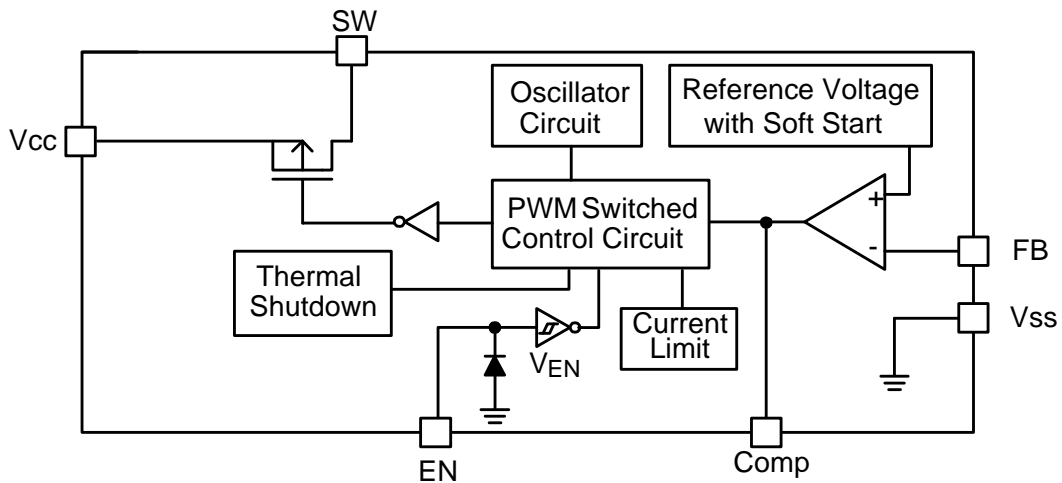 SW
Oscillator
Circuit
Reference Voltage
with Soft Start
Vcc
+
PWM Switched
Control Circuit
-
FB
Thermal
Shutdown
Current
Limit
Vss
VEN
EN
Comp